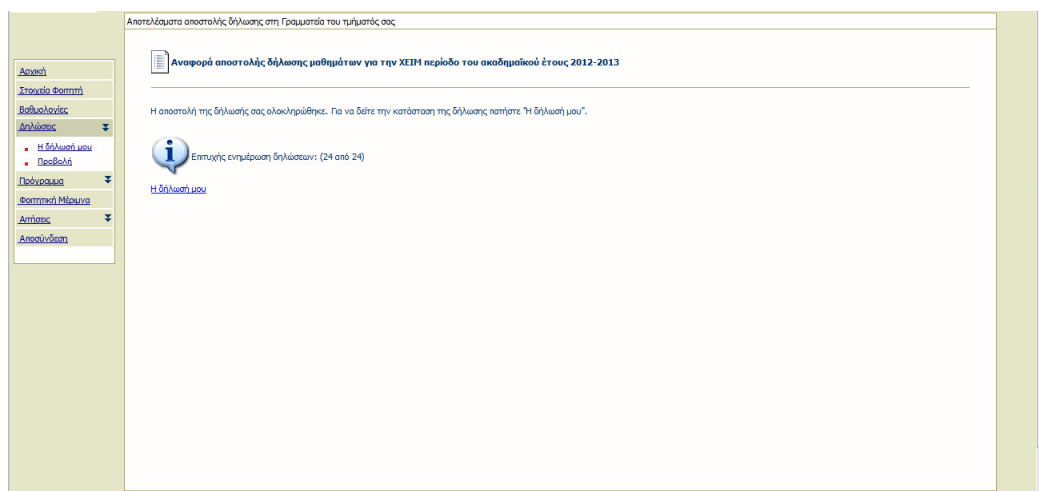 Αποτελέσματα αποστολής δήλωσης στη Γραμματεία του τμήματός σας
Αναφορά αποστολής δήλωσης μαθημάτων για την ΧΕΙΜ περίοδο του ακαδημαϊκού έτους 2012-2013
Αρχική
Στοιχεία Φοιτητή
Βαθμολογίες
Δηλώσεις
Η δήλωσή μου
Προβολή
Πρόγραμμα
Φοιτητική Μέριμνα
Αιτήσεις
Αποσύνδεση
Η αποστολή της δήλωσής σας ολοκληρώθηκε. Για να δείτε την κατάσταση της δήλωσης πατήστε "Η δήλωσή μου".
Επιτυχής ενημέρωση δηλώσεων: (24 από 24)
Η δήλωσή μου